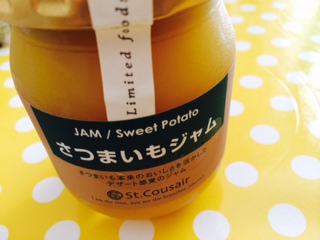 Limited foods
JAM / Sweet Potato
さつまいもジャム
さつまいも本来のおいしさを活かした
デザート感覚のジャム
St.Cousair